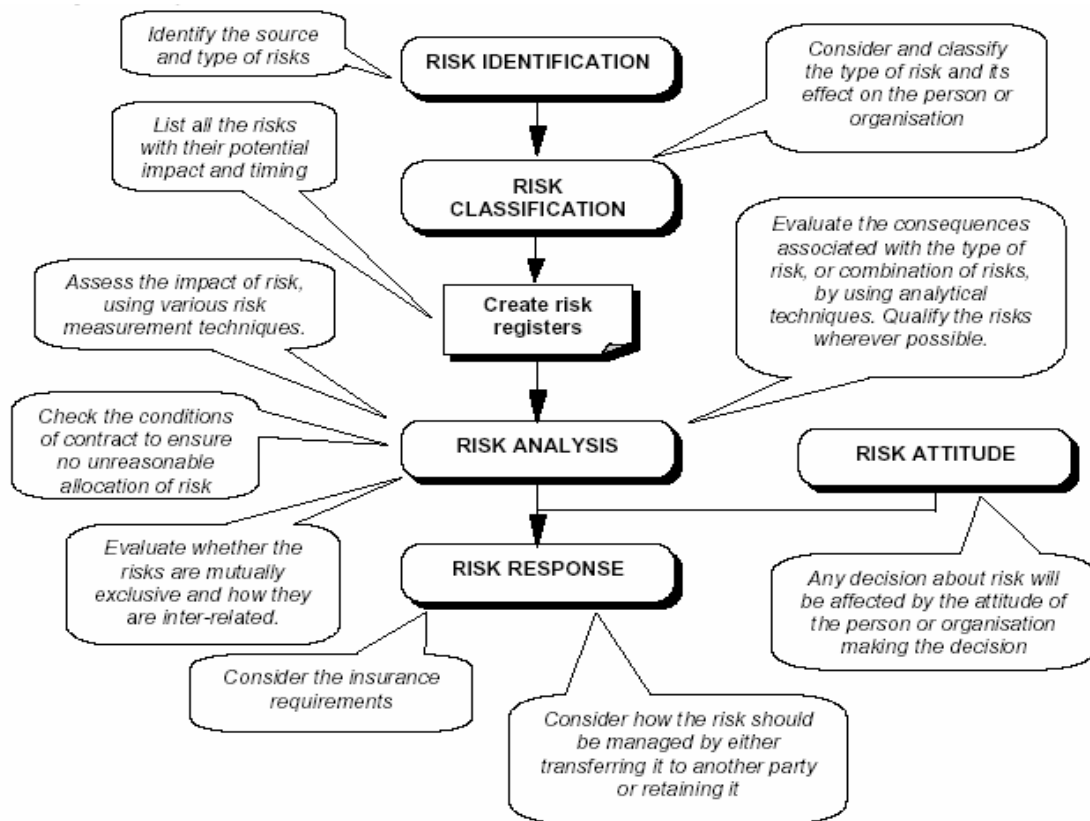 Identify the source
and type of risks
RISK IDENTIFICATION
Consider and classify
the type of risk and its
effect on the person or
organisation
List all the risks
with their potential
impact and timing
RISK
CLASSIFICATION
Evaluate the consequences
associated with the type of
risk, or combination of risks,
by using analytical
techniques. Qualify the risks
wherever possible.
Assess the impact of risk,
using various risk
measurement techniques.
Create risk
registers
Check the conditions
of contract to ensure
no unreasonable
allocation of risk
RISK ANALYSIS
RISK ATTITUDE
Evaluate whether the
risks are mutually
exclusive and how they
are inter-related.
RISK RESPONSE
Any decision about risk will
be affected by the attitude of
the person or organisation
making the decision
Consider the insurance
requirements
Consider how the risk should
be managed by either
transferring it to another party
or retaining it